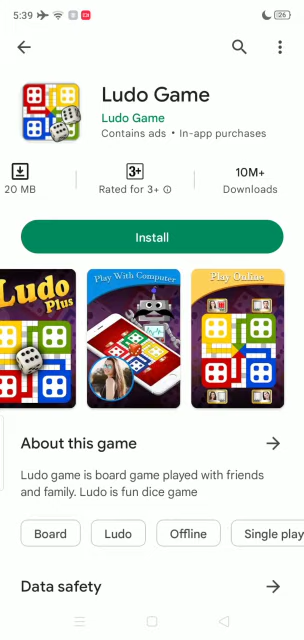 5:39
26
Ludo Game
Ludo Game
Contains ads • In-app purchases
3+
10M+
20 MB
Rated for 3+
Downloads
Install
Ludo
Plus
Play With Computer
Play Online
About this game
Ludo game is board game played with friends
and family. Ludo is fun dice game
Board
Ludo
Offline
Single play
Data safety